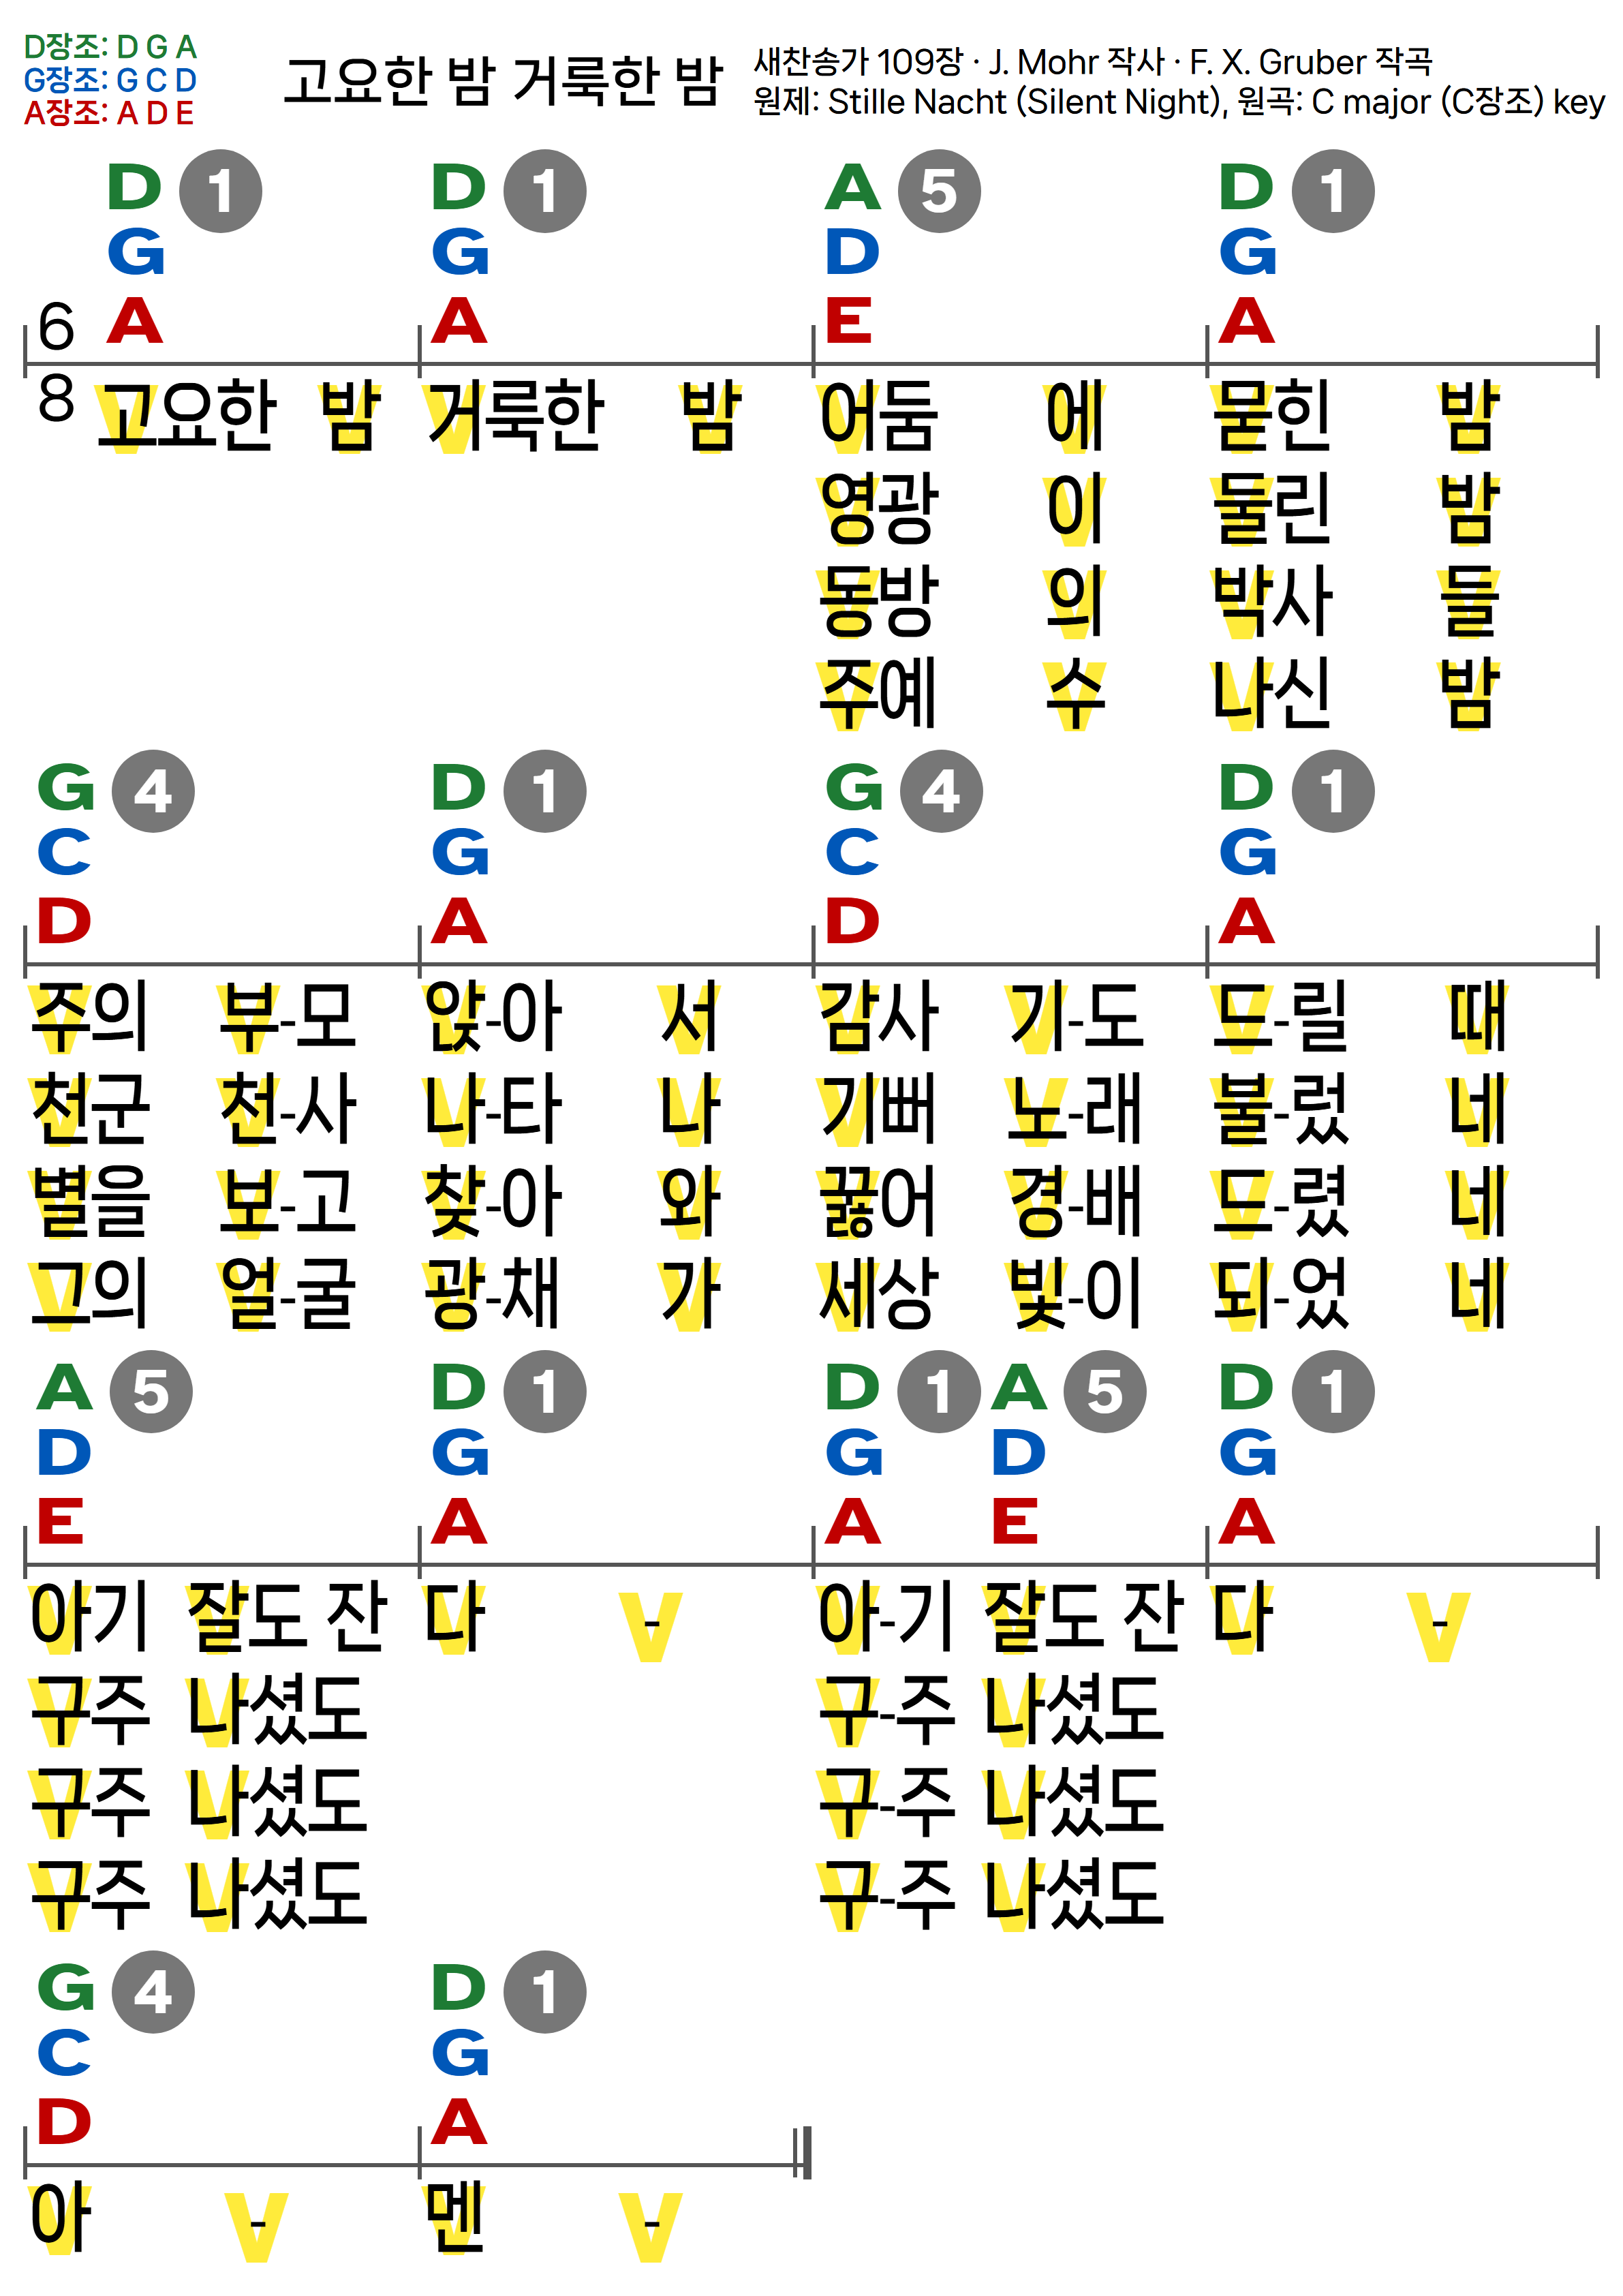 D장조: D G A
G장조: G C D
A장조: A D E
고요한 밤 거룩한 밤
새찬송가 109장 · J. Mohr 작사 · F. X. Gruber 작곡
원제: Stille Nacht (Silent Night), 원곡: C major (C장조) key
D 1 D 1 A 5 D 1
G G D G
A A E A
6
8
고요한 밤 거룩한 밤 어둠 에 묻힌 밤
영광 이 둘린 밤
동방 의 박사 들
주예 수 나신 밤
G 4 D 1 G 4 D 1
C G C G
D A D A
주의 부-모 앉-아 서 감사 기-도 드-릴 때
천군 천-사 나-타 나 기뻐 노-래 불-렀 네
별을 보-고 찾-아 와 꿇어 경-배 드-렸 네
그의 얼-굴 광-채 가 세상 빛-이 되-었 네
A 5 D 1 D 1 A 5 D 1
D G G D G
E A A E A
아기 잘도 잔 다 - 아-기 잘도 잔 다 -
구주 나셨도 구-주 나셨도
구주 나셨도 구-주 나셨도
구주 나셨도 구-주 나셨도
G 4 D 1
C G
D A
아 - 멘 -